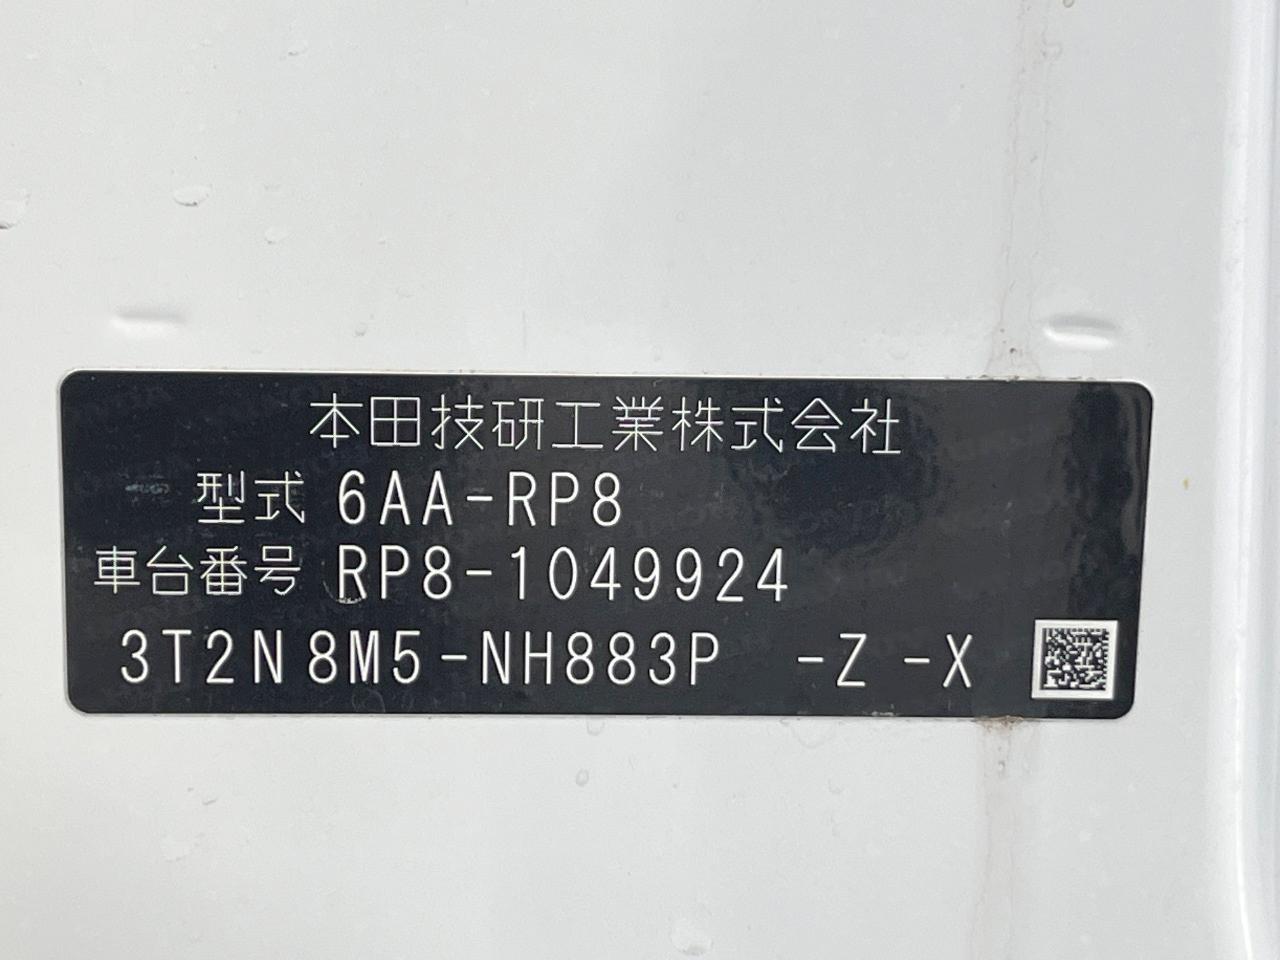 本田技研工業株式会社
型式 6AA-RP8
車台番号 RP8-1049924
3T2N8M5-NH883P -Z -X